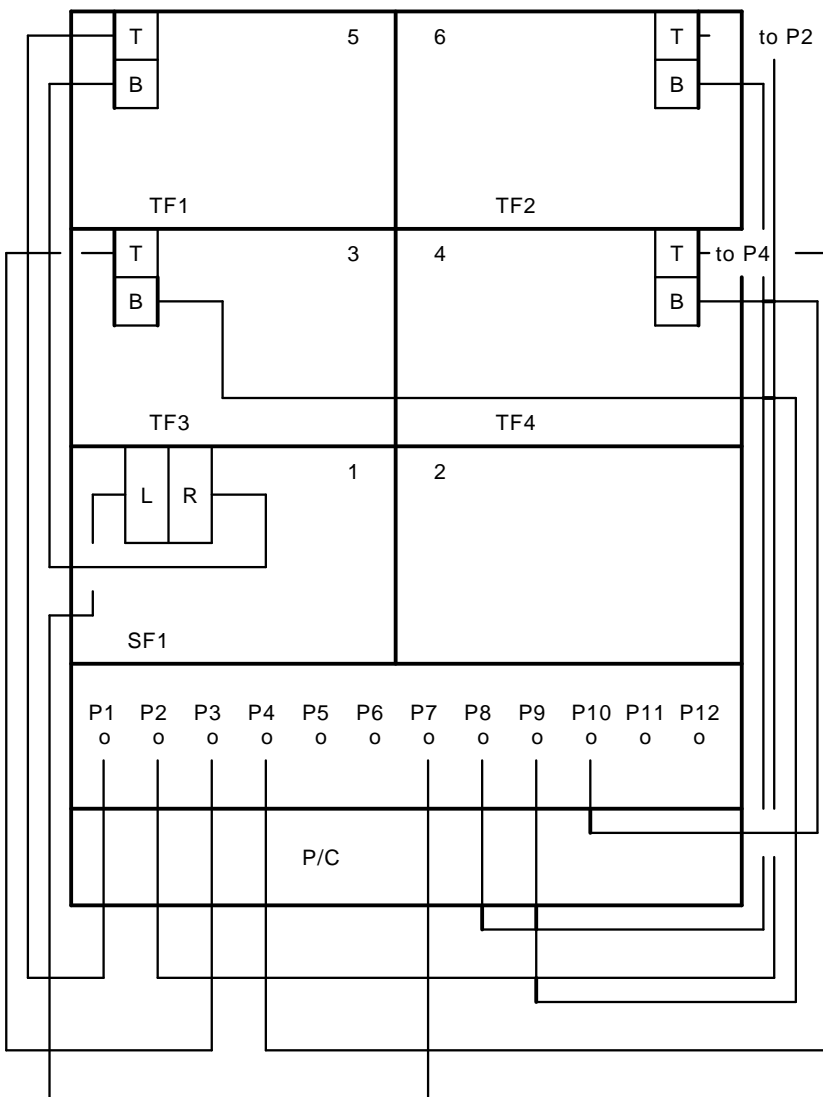 T 5 6 T to P2
B B
TF1 TF2
T 3 4 T to P4
B B
TF3 TF4
L R 1 2
SF1
P1 P2 P3 P4 P5 P6 P7 P8 P9 P10 P11 P12
o o o o o o o o o o o o
P/C